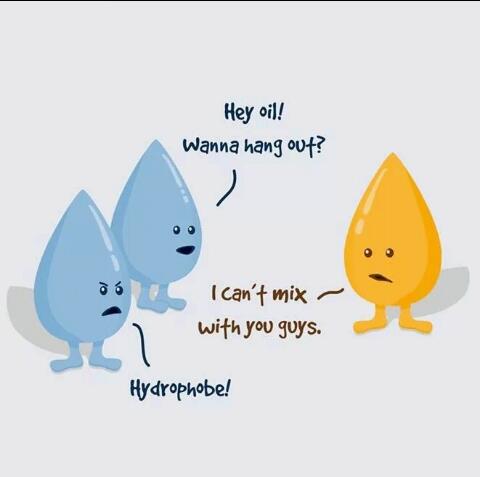 Hey oil!
Wanna hang out?
I can't mix
with you guys.
Hydrophobe!